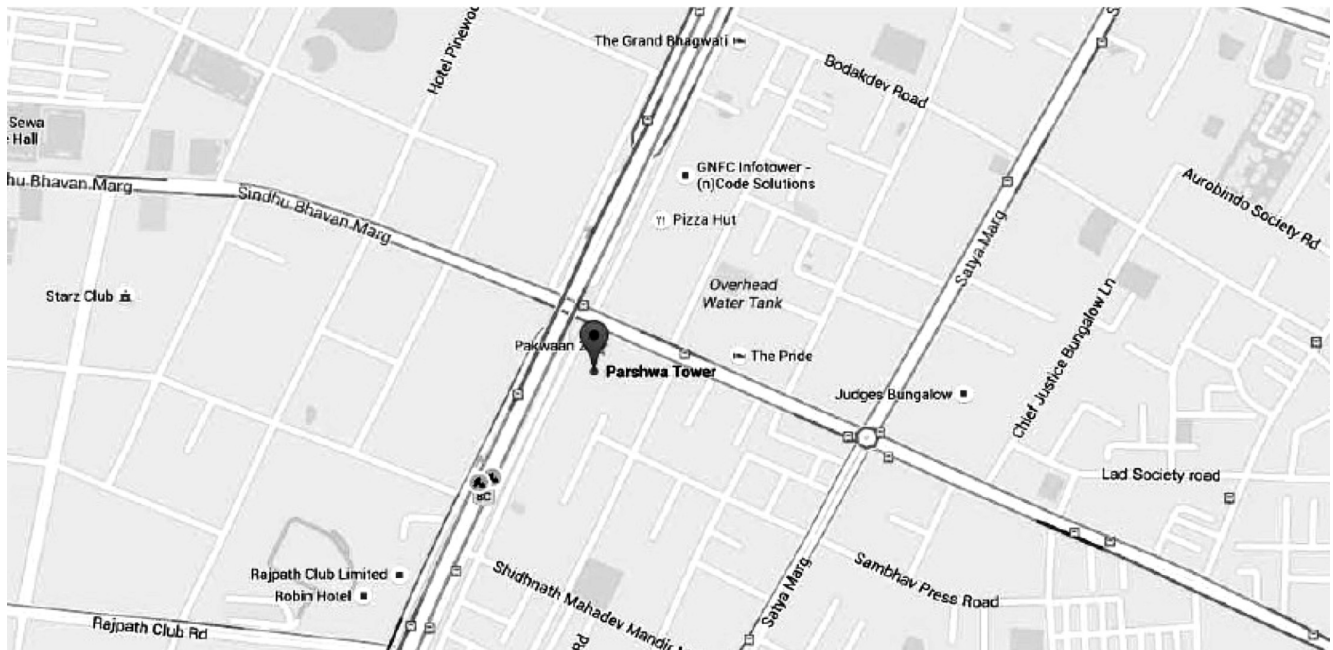 Hotel Pinewoo
The Grand Bhagwati
Bodakdev Road
Sewa
Hall
GNFC Infotower -
(n)Code Solutions
Aurobindo Society Rd
hu Bhavan Marg
Sindhu Bhavan Marg
Pizza Hut
Satya Marg
Starz Club
Overhead
Water Tank
Chief Justice Bungalow Ln
Pakwaan
The Pride
Parshwa Tower
Judges Bungalow
Lad Society road
Rajpath Club Limited
Robin Hotel
Shidhnath Mahadev Mandir
Sambhav Press Road
Satya Marg
Rajpath Club Rd
Rd